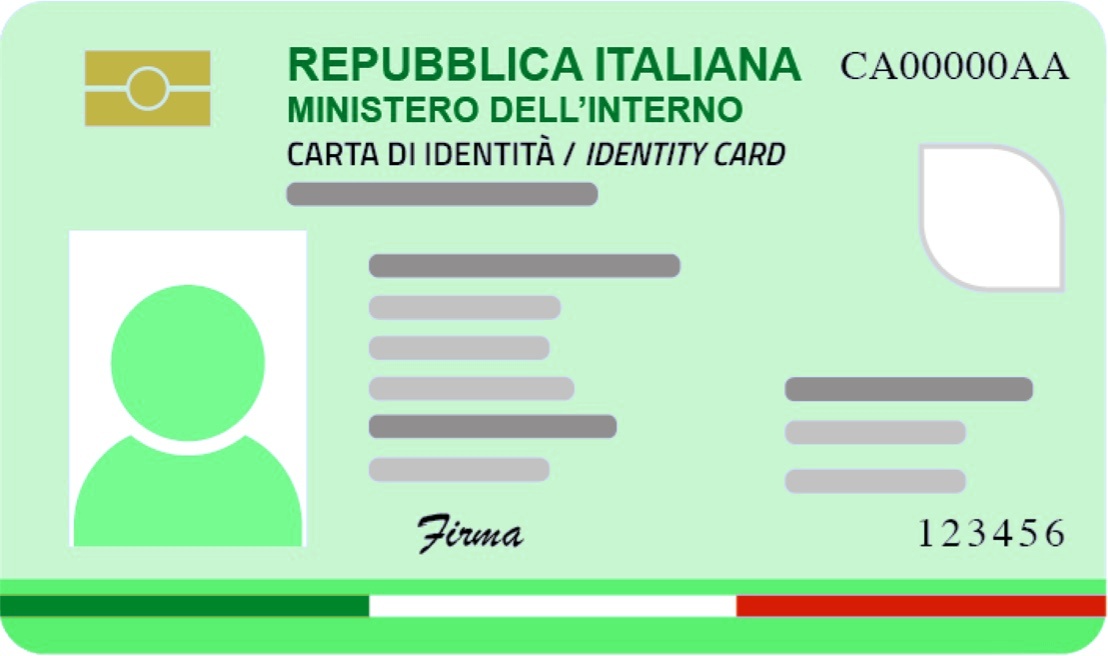 REPUBBLICA ITALIANA
CA00000AA
MINISTERO DELL’INTERNO
CARTA DI IDENTITÀ / IDENTITY CARD
Firma
123456